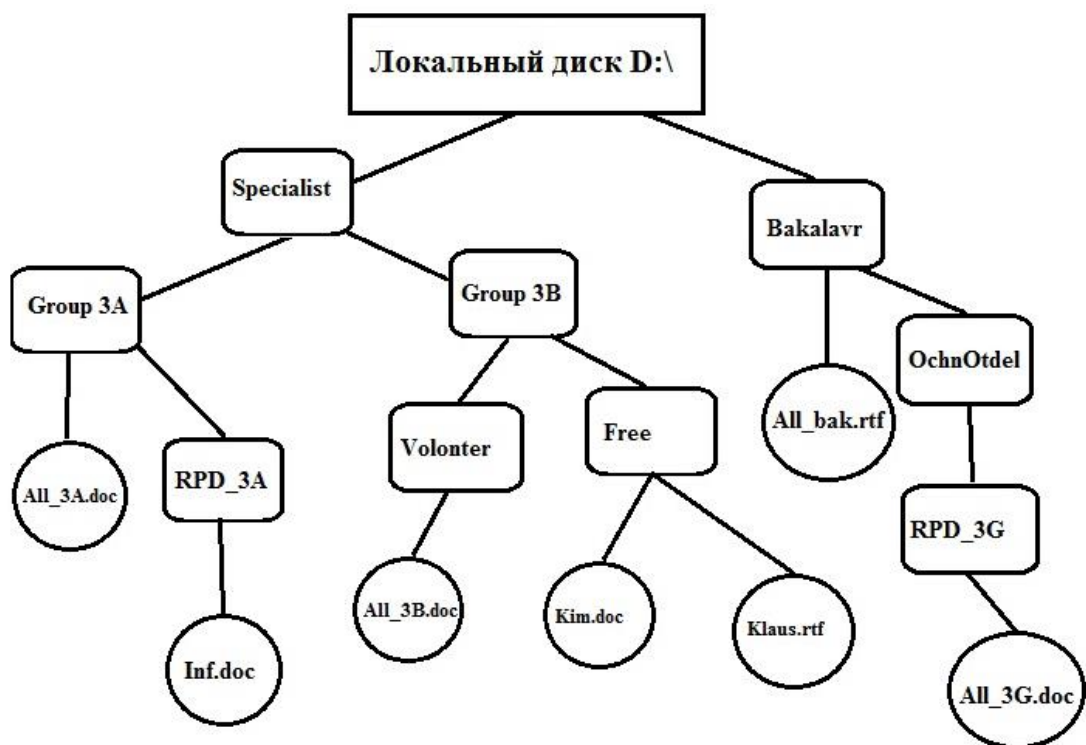 Локальный диск D:\
Specialist
Bakalavr
Group 3A
Group 3B
OchnOtdel
All_bak.rtf
Volonter
Free
RPD_3A
All_3A.doc
RPD_3G
All_3B.doc
Kim.doc
Klaus.rtf
Inf.doc
All_3G.doc